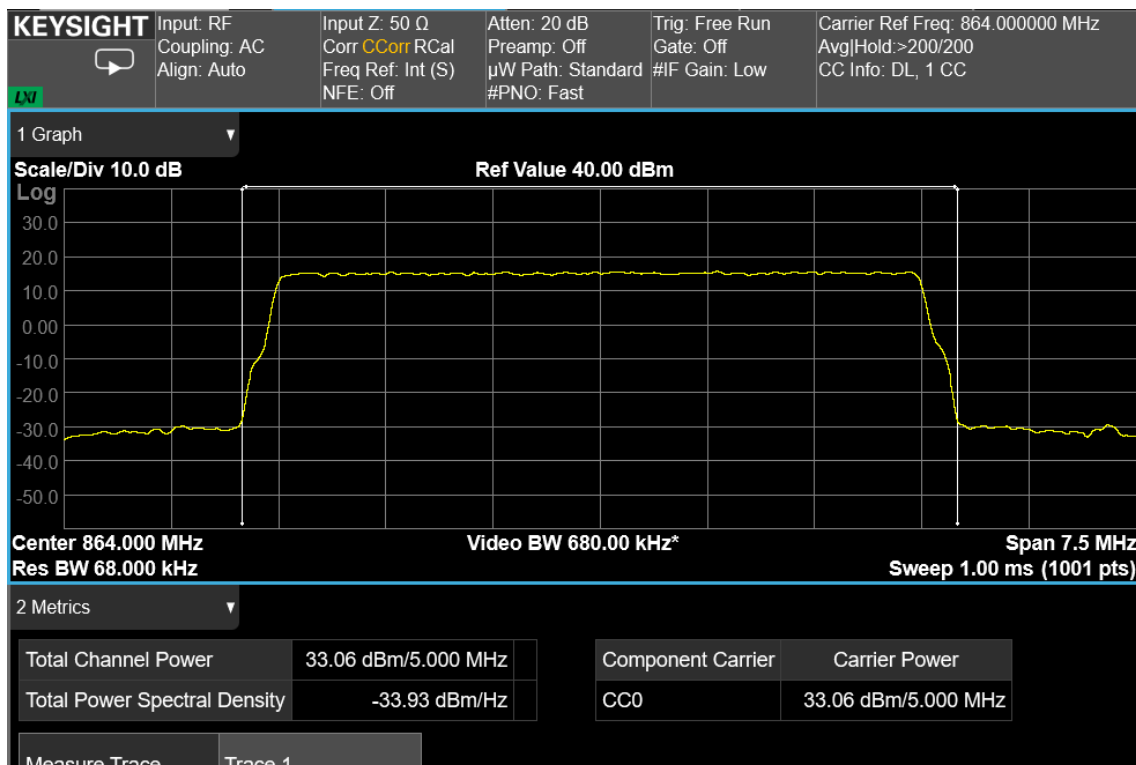 KEYSIGHT
LXI
Input: RF
Coupling: AC
Align: Auto
Input Z: 50 Ω
Corr CCorr RCal
Freq Ref: Int (S)
NFE: Off
Atten: 20 dB
Preamp: Off
µW Path: Standard
#PNO: Fast
Trig: Free Run
Gate: Off
#IF Gain: Low
Carrier Ref Freq: 864.000000 MHz
Avg|Hold:>200/200
CC Info: DL, 1 CC
1 Graph
Scale/Div 10.0 dB
Ref Value 40.00 dBm
Log
30.0
20.0
10.0
0.00
-10.0
-20.0
-30.0
-40.0
-50.0
Center 864.000 MHz
Video BW 680.00 kHz*
Span 7.5 MHz
Res BW 68.000 kHz
Sweep 1.00 ms (1001 pts)
2 Metrics
Total Channel Power 33.06 dBm/5.000 MHz
Total Power Spectral Density -33.93 dBm/Hz
Component Carrier Carrier Power
CC0 33.06 dBm/5.000 MHz
Measure Trace Trace 1